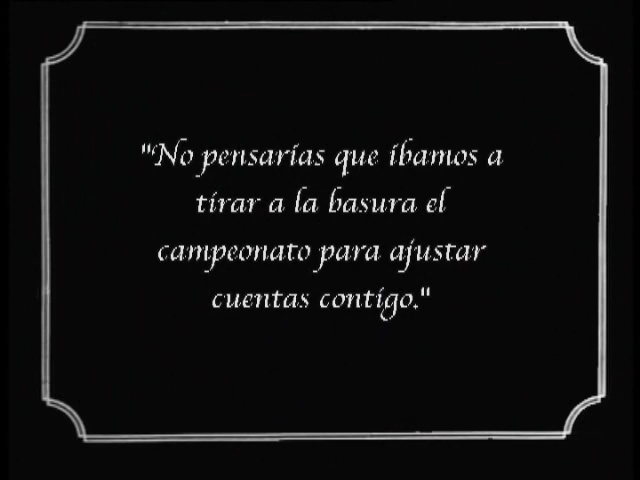 "No pensarías que íbamos a
tirar a la basura el
campeonato para ajustar
cuentas contigo."